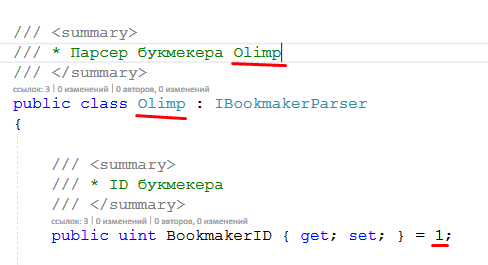 /// <summary>
/// * Парсер букмекера Olimp
/// </summary>
ссылок: 3 | 0 изменений | 0 авторов, 0 изменений
public class Olimp : IBookmakerParser
{
/// <summary>
/// * ID букмекера
/// </summary>
ссылок: 3 | 0 изменений | 0 авторов, 0 изменений
public uint BookmakerID { get; set; } = 1;